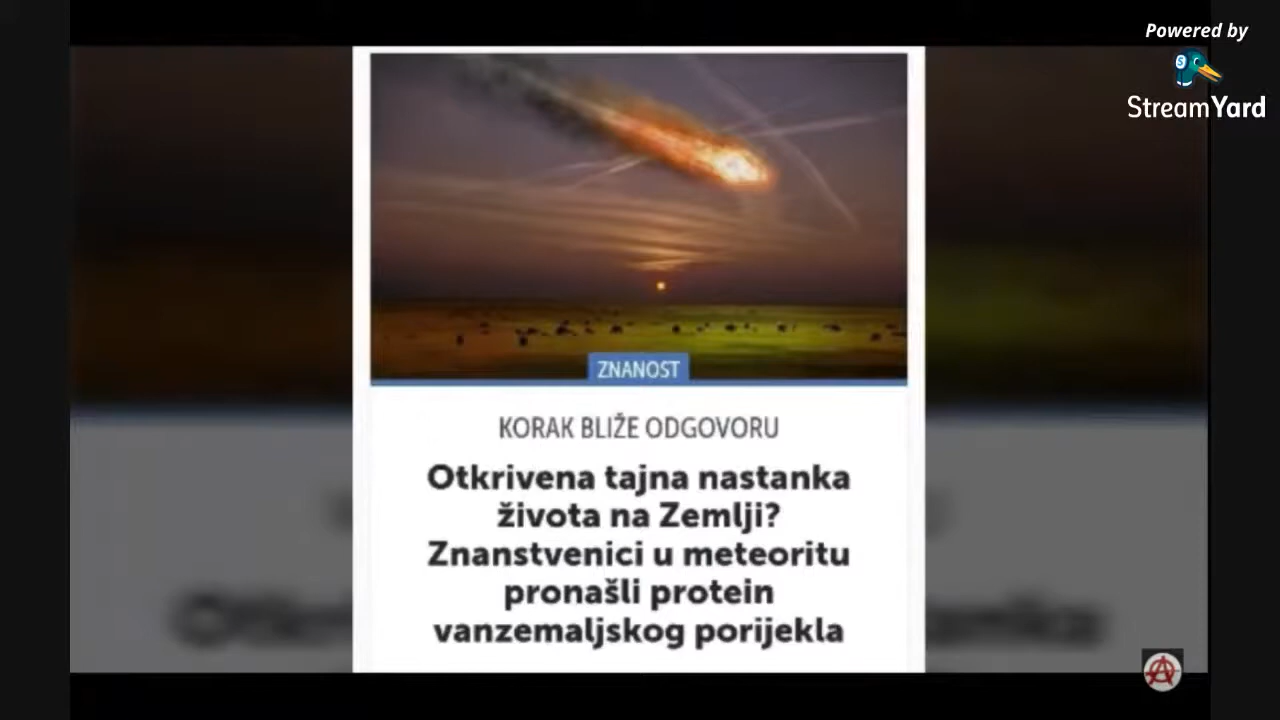 Powered by
StreamYard
ZNANOST
KORAK BLIŽE ODGOVORU
Otkrivena tajna nastanka
života na Zemlji?
Znanstvenici u meteoritu
pronašli protein
vanzemaljskog porijekla